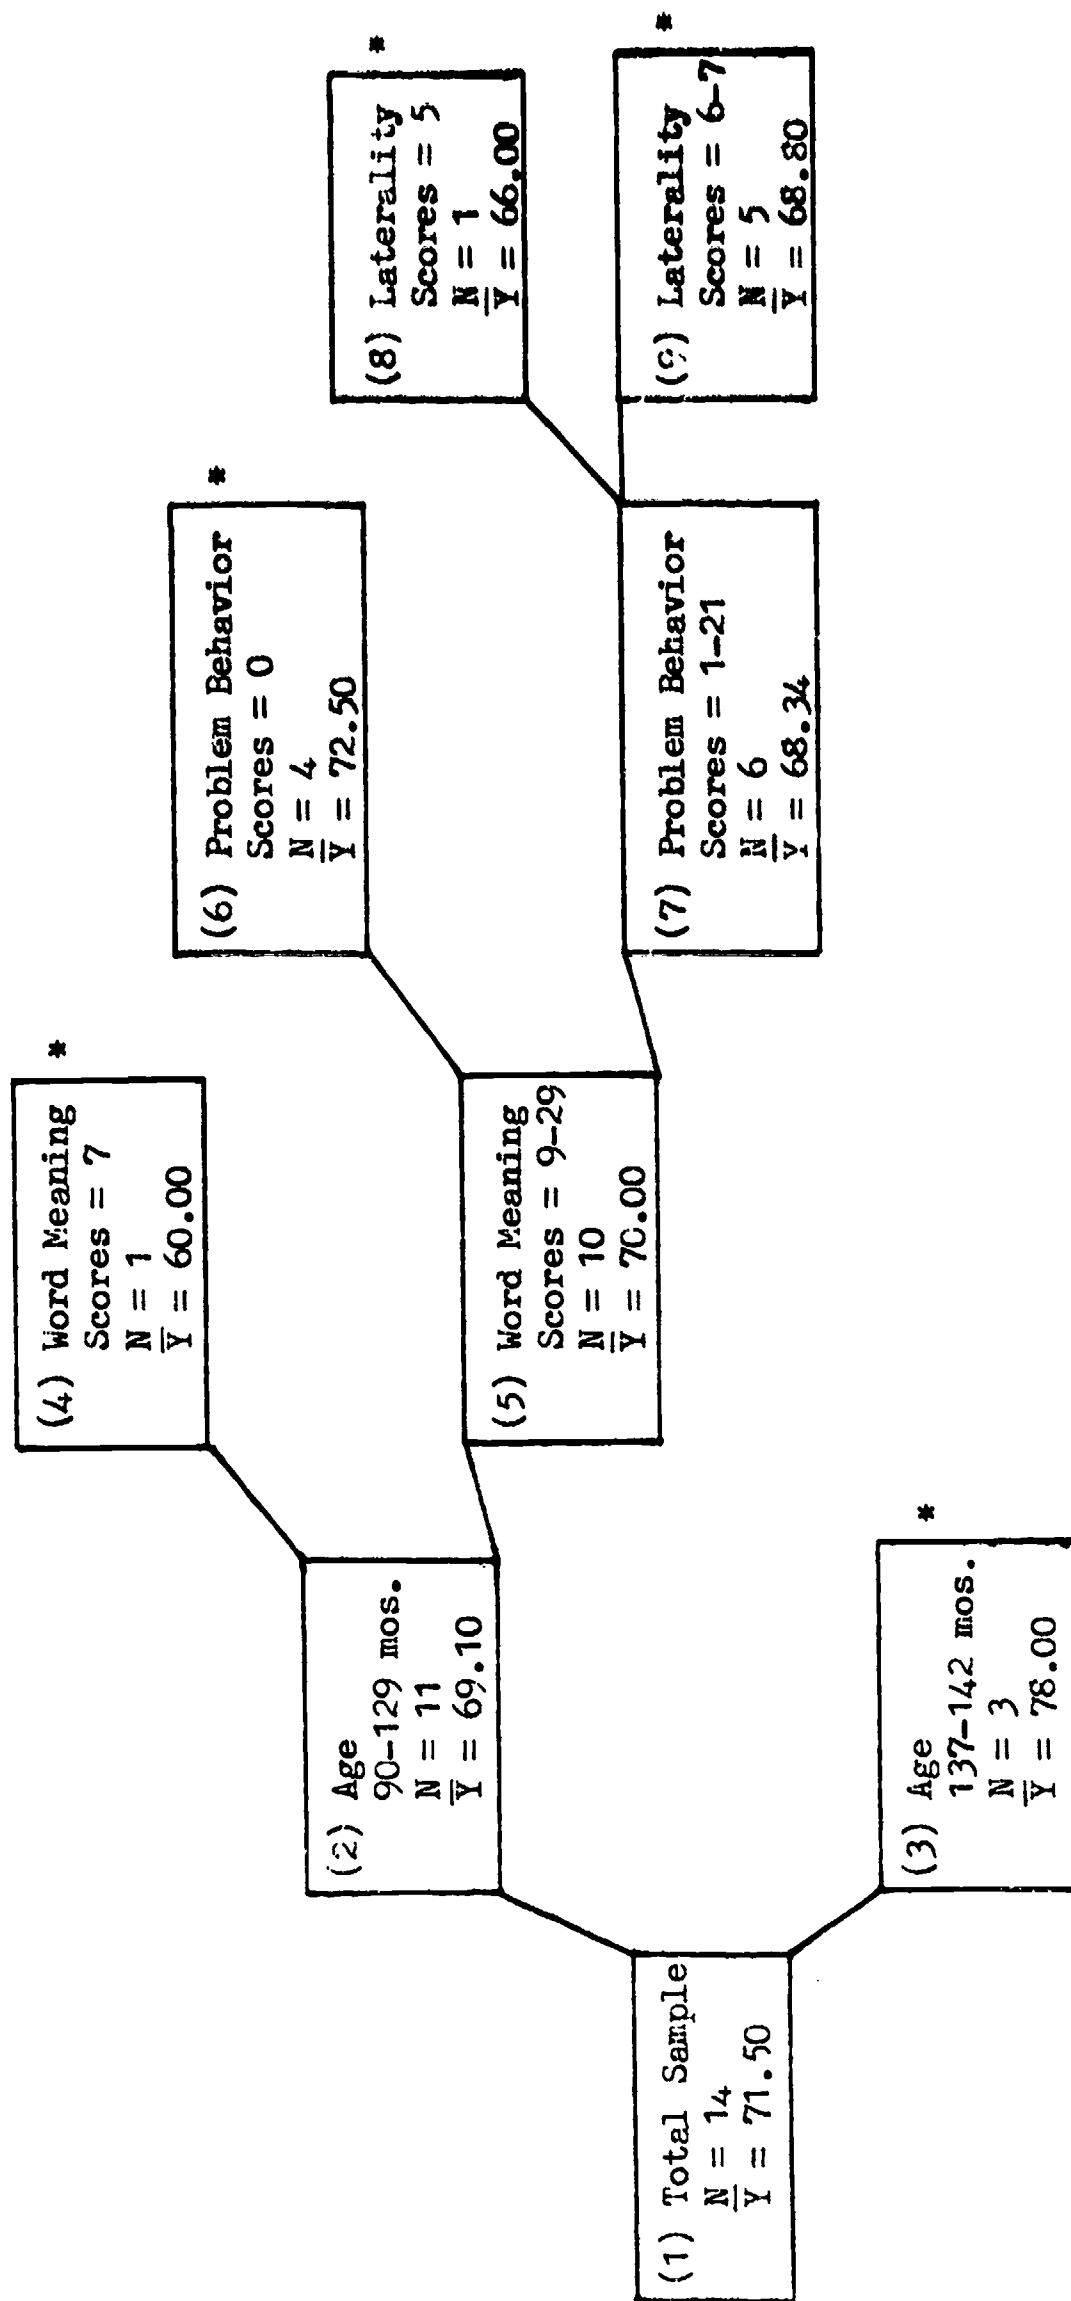 (1) Total Sample
N = 14
Y = 71.50
(2) Age
90-129 mos.
N = 11
Y = 69.10
(3) Age
137-142 mos.
N = 3
Y = 78.00
*
(4) Word Meaning
Scores = 7
N = 1
Y = 60.00
*
(5) Word Meaning
Scores = 9-29
N = 10
Y = 70.00
(6) Problem Behavior
Scores = 0
N = 4
Y = 72.50
*
(7) Problem Behavior
Scores = 1-21
N = 6
Y = 68.34
(8) Laterality
Scores = 5
N = 1
Y = 66.00
*
(9) Laterality
Scores = 6-7
N = 5
Y = 68.80
*